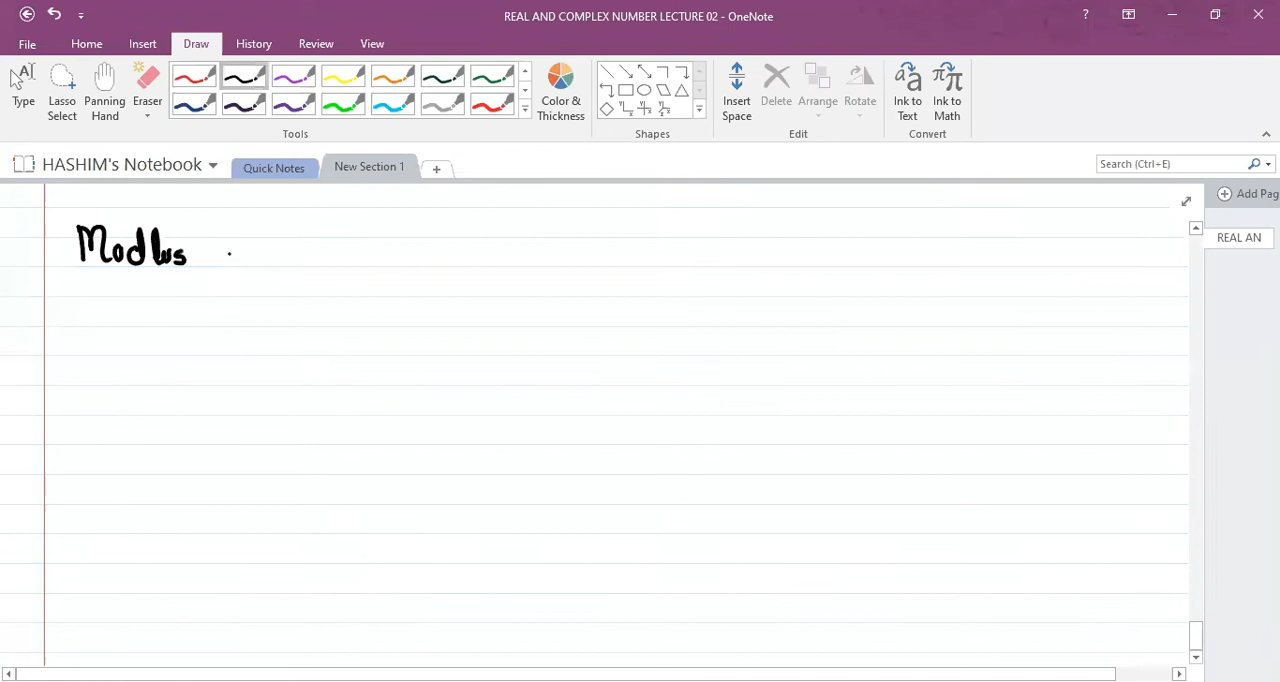 REAL AND COMPLEX NUMBER LECTURE 02 - OneNote
?
File Home Insert Draw History Review View
Type Lasso Select Panning Hand Eraser Color & Thickness Insert Space Delete Arrange Rotate Ink to Text Ink to Math
Tools Shapes Edit Convert
HASHIM's Notebook Quick Notes New Section 1 + Search (Ctrl+E)
Add Pag
REAL AN
Modlus